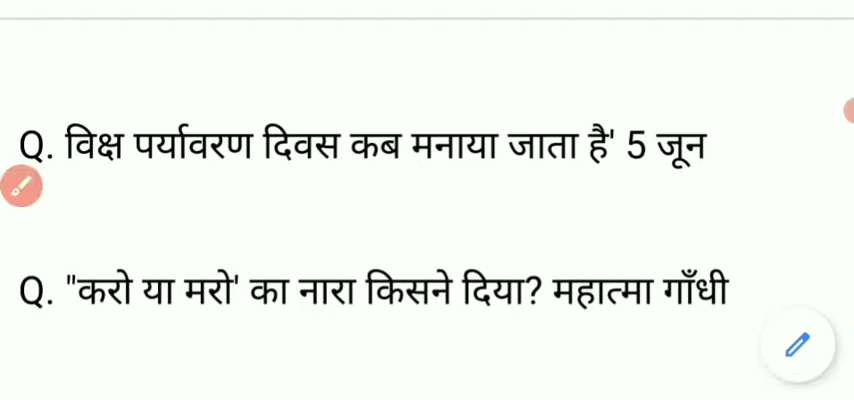 Q. विक्ष पर्यावरण दिवस कब मनाया जाता है' 5 जून
Q. "करो या मरो' का नारा किसने दिया? महात्मा गाँधी